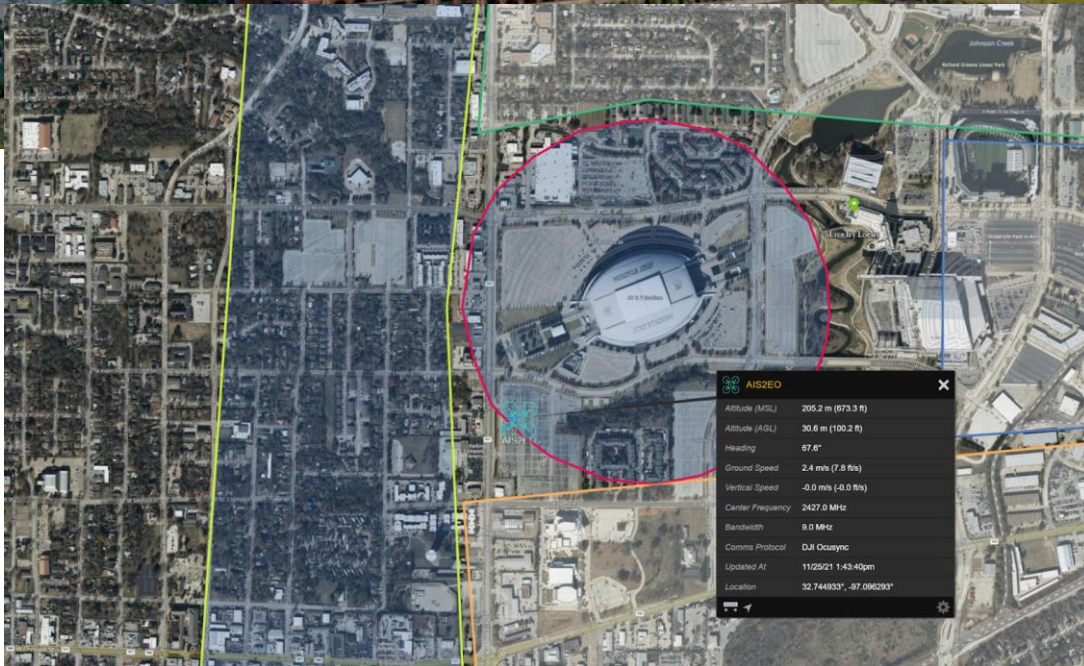 Johnson Creek
Richard Greene Linear Park
Live By Loews
AT&T Stadium
AIS2EO
AIS2EO
Altitude (MSL) 205.2 m (673.3 ft)
Altitude (AGL) 30.6 m (100.2 ft)
Heading 67.6°
Ground Speed 2.4 m/s (7.8 ft/s)
Vertical Speed -0.0 m/s (-0.0 ft/s)
Center Frequency 2427.0 MHz
Bandwidth 9.0 MHz
Comms Protocol DJI Ocusync
Updated At 11/25/21 1:43:40pm
Location 32.744933°, -97.096293°